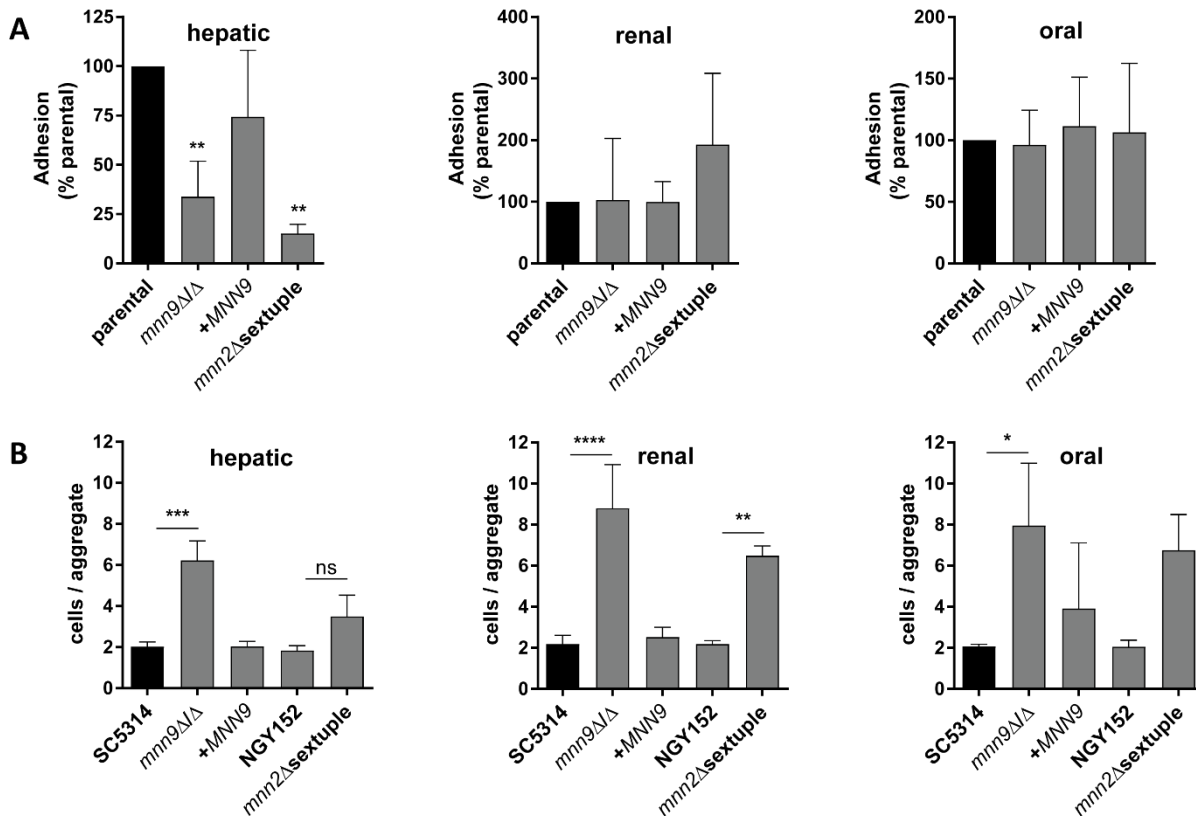 A
hepatic
Adhesion
(% parental)
125
100
75
50
25
0
**
**
parental
mnn9Δ/Δ
+MNN9
mnn2Δsextuple
renal
Adhesion
(% parental)
400
300
200
100
0
parental
mnn9Δ/Δ
+MNN9
mnn2Δsextuple
oral
Adhesion
(% parental)
200
150
100
50
0
parental
mnn9Δ/Δ
+MNN9
mnn2Δsextuple
B
hepatic
cells / aggregate
12
10
8
6
4
2
0
***
ns
SC5314
mnn9Δ/Δ
+MNN9
NGY152
mnn2Δsextuple
renal
cells / aggregate
12
10
8
6
4
2
0
****
**
SC5314
mnn9Δ/Δ
+MNN9
NGY152
mnn2Δsextuple
oral
cells / aggregate
12
10
8
6
4
2
0
*
SC5314
mnn9Δ/Δ
+MNN9
NGY152
mnn2Δsextuple